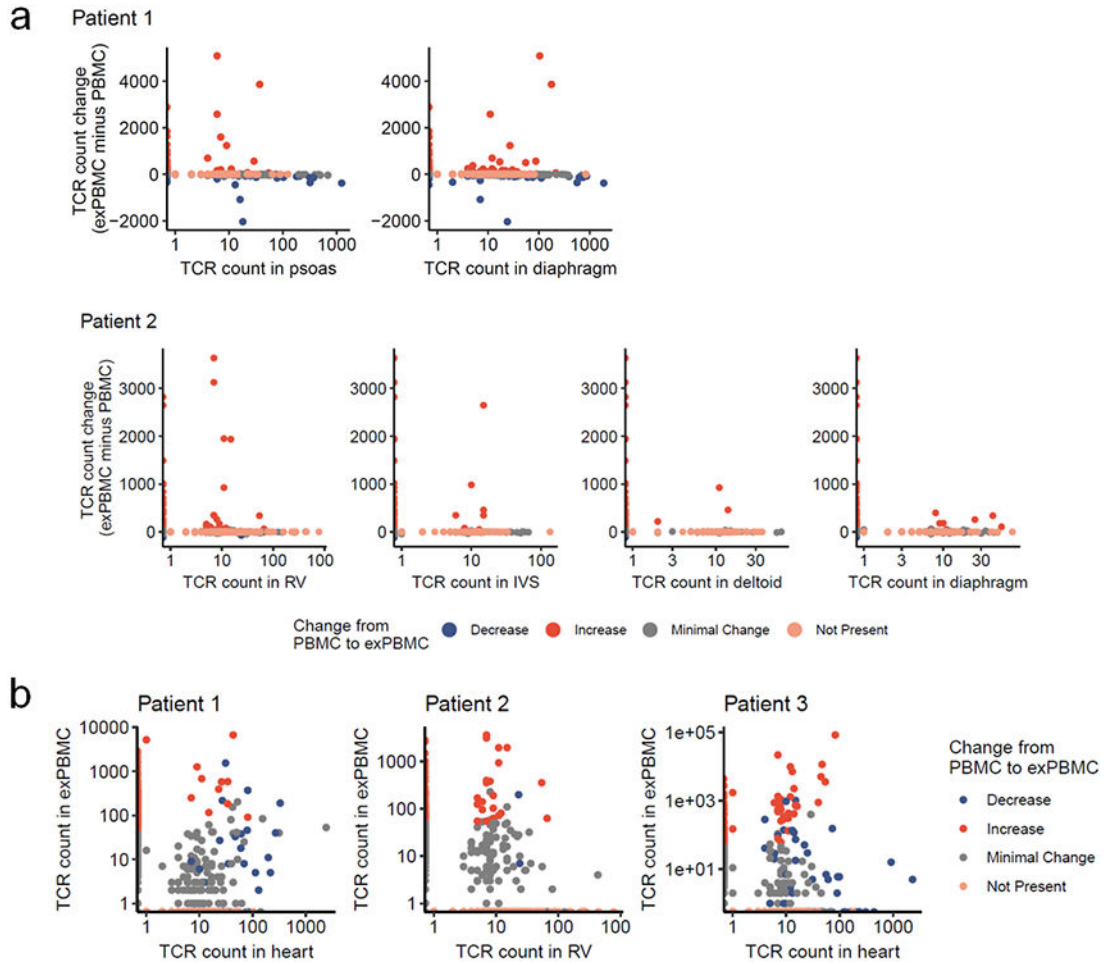 a
Patient 1
TCR count change
(exPBMC minus PBMC)
4000
2000
0
−2000
1
10
100
1000
TCR count in psoas
4000
2000
0
−2000
1
10
100
1000
TCR count in diaphragm
Patient 2
TCR count change
(exPBMC minus PBMC)
3000
2000
1000
0
1
10
100
TCR count in RV
3000
2000
1000
0
1
10
100
TCR count in IVS
3000
2000
1000
0
1
3
10
30
TCR count in deltoid
3000
2000
1000
0
1
3
10
30
TCR count in diaphragm
Change from
PBMC to exPBMC
Decrease
Increase
Minimal Change
Not Present
b
Patient 1
TCR count in exPBMC
10000
1000
100
10
1
1
10
100
1000
TCR count in heart
Patient 2
TCR count in exPBMC
1000
100
10
1
1
10
100
TCR count in RV
Patient 3
TCR count in exPBMC
1e+05
1e+03
1e+01
1
10
100
1000
TCR count in heart
Change from
PBMC to exPBMC
Decrease
Increase
Minimal Change
Not Present